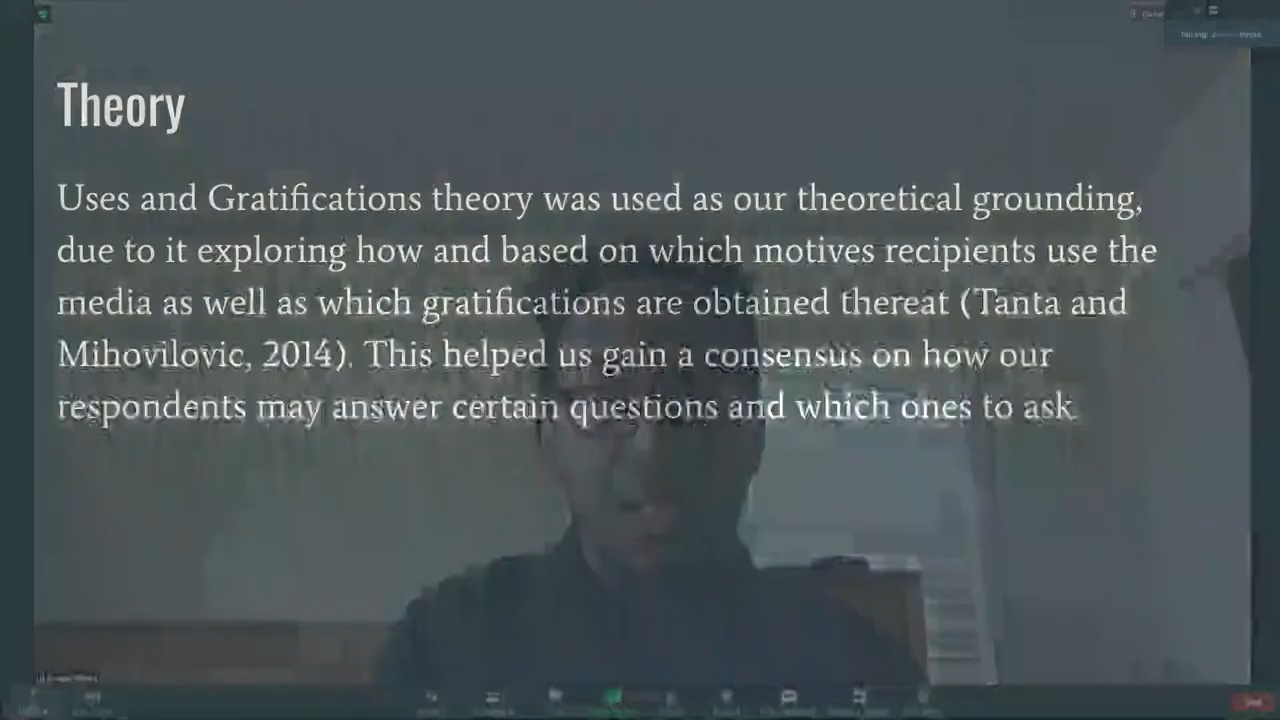 Theory
Uses and Gratifications theory was used as our theoretical grounding,
due to it exploring how and based on which motives recipients use the
media as well as which gratifications are obtained thereat (Tanta and
Mihovilovic, 2014). This helped us gain a consensus on how our
respondents may answer certain questions and which ones to ask.